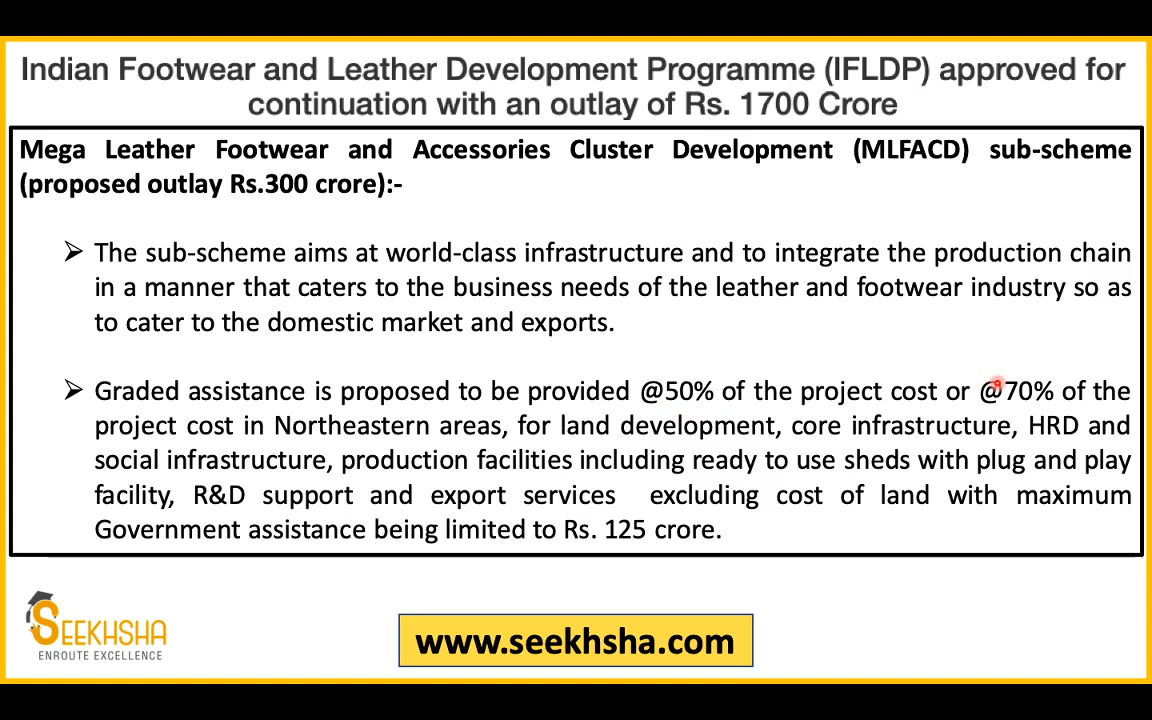 Indian Footwear and Leather Development Programme (IFLDP) approved for
continuation with an outlay of Rs. 1700 Crore
Mega Leather Footwear and Accessories Cluster Development (MLFACD) sub-scheme
(proposed outlay Rs.300 crore):-
➢ The sub-scheme aims at world-class infrastructure and to integrate the production chain
in a manner that caters to the business needs of the leather and footwear industry so as
to cater to the domestic market and exports.
➢ Graded assistance is proposed to be provided @50% of the project cost or @70% of the
project cost in Northeastern areas, for land development, core infrastructure, HRD and
social infrastructure, production facilities including ready to use sheds with plug and play
facility, R&D support and export services excluding cost of land with maximum
Government assistance being limited to Rs. 125 crore.
SEEKHSHA
ENROUTE EXCELLENCE
www.seekhsha.com